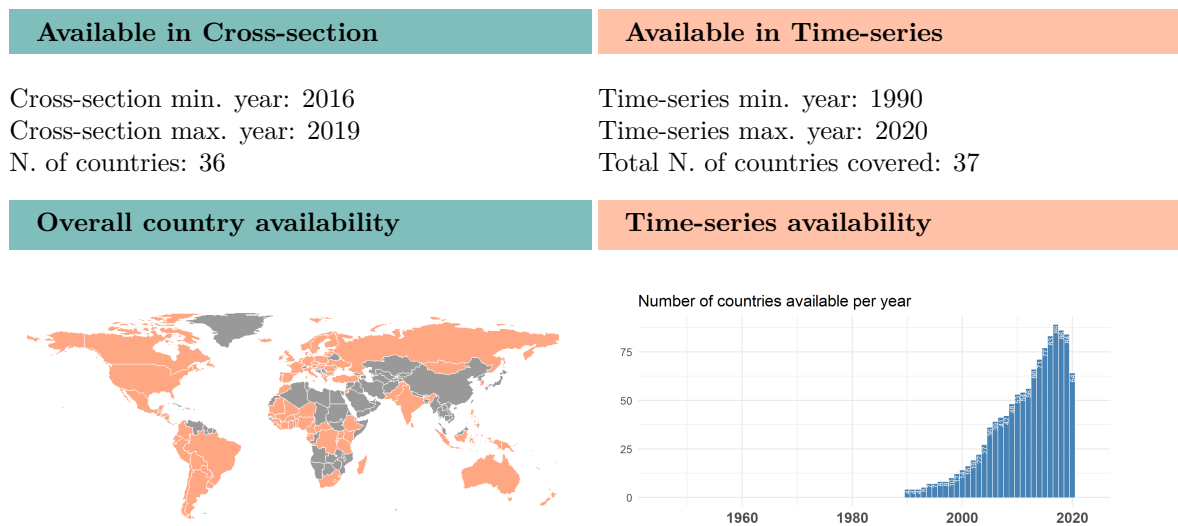 Available in Cross-section
Available in Time-series
Cross-section min. year: 2016
Cross-section max. year: 2019
N. of countries: 36
Time-series min. year: 1990
Time-series max. year: 2020
Total N. of countries covered: 37
Overall country availability
Time-series availability
Number of countries available per year
75
50
25
0
1960
1980
2000
2020